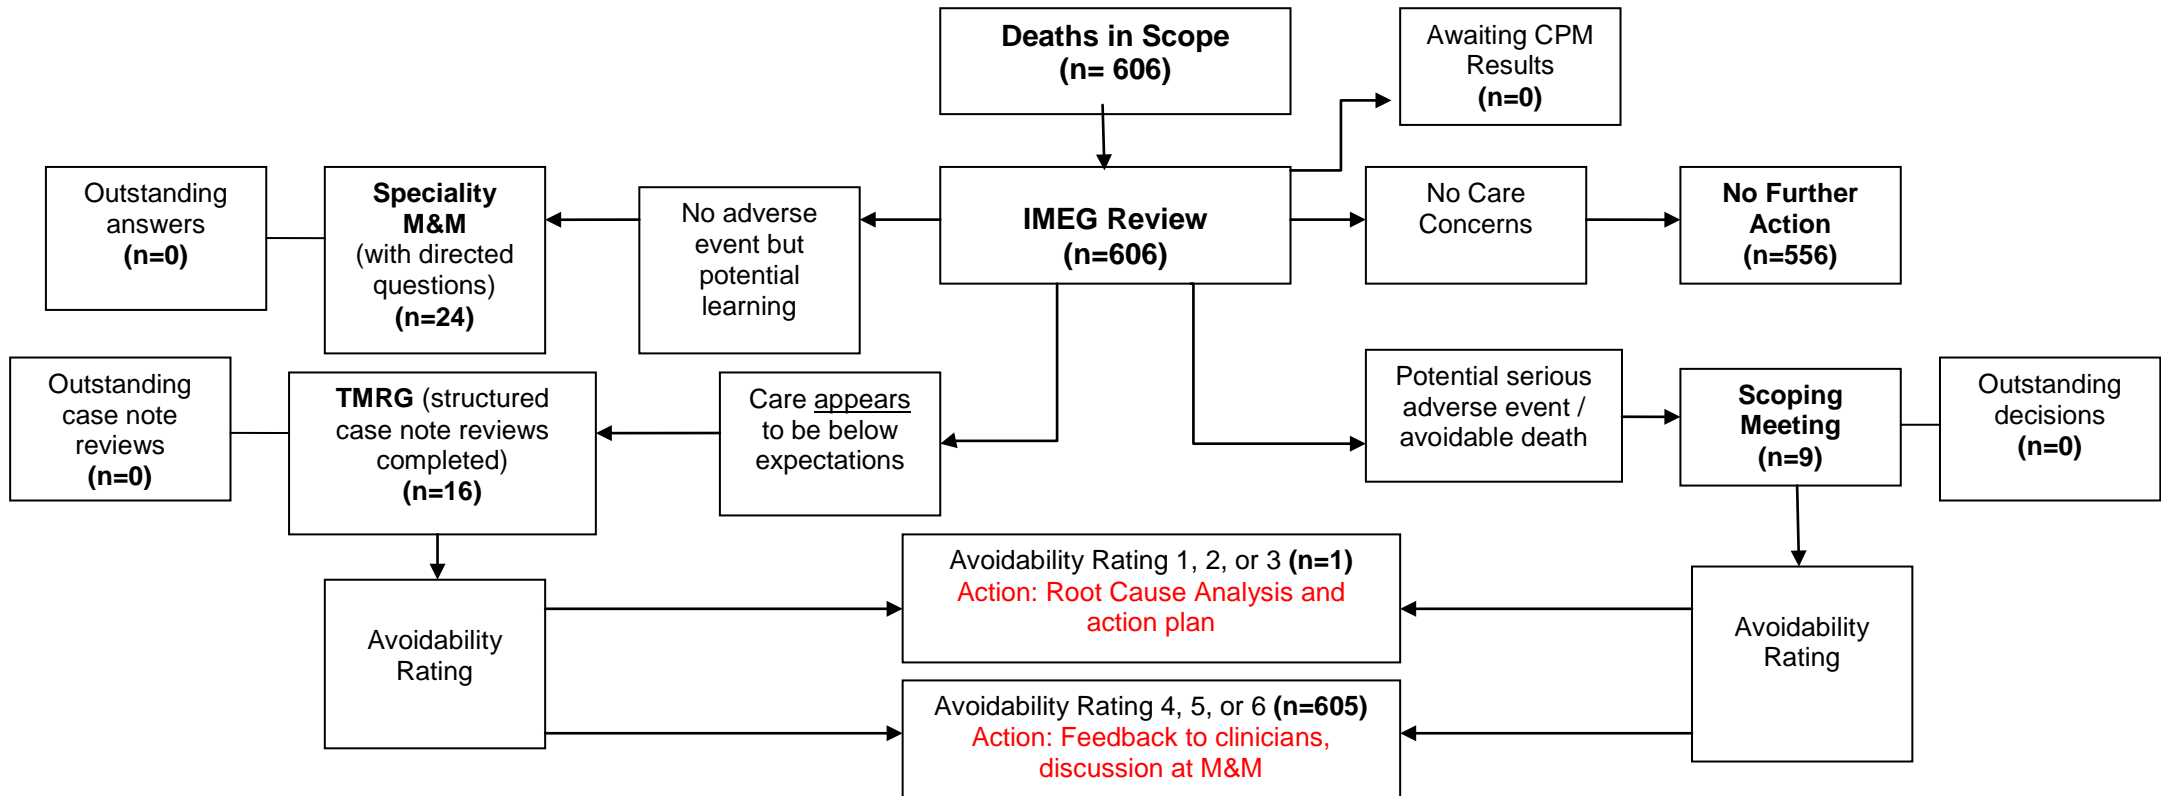 Deaths in Scope
(n= 606)
Awaiting CPM
Results
(n=0)
Outstanding
answers
(n=0)
Speciality
M&M
(with directed
questions)
(n=24)
No adverse
event but
potential
learning
IMEG Review
(n=606)
No Care
Concerns
No Further
Action
(n=556)
Outstanding
case note
reviews
(n=0)
TMRG (structured
case note reviews
completed)
(n=16)
Care appears
to be below
expectations
Potential serious
adverse event /
avoidable death
Scoping
Meeting
(n=9)
Outstanding
decisions
(n=0)
Avoidability
Rating
Avoidability Rating 1, 2, or 3 (n=1)
Action: Root Cause Analysis and
action plan
Avoidability
Rating
Avoidability Rating 4, 5, or 6 (n=605)
Action: Feedback to clinicians,
discussion at M&M